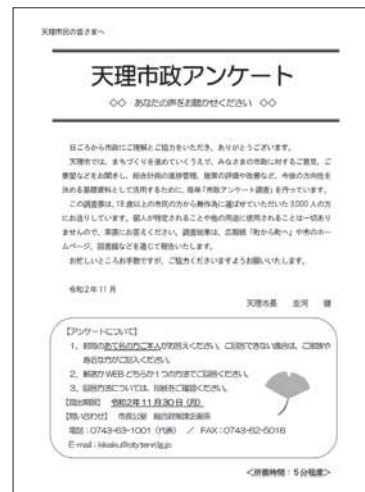 天理市民の皆さまへ
天理市政アンケート
◇◇ あなたの声をお聴かせください ◇◇
日ごろから市政にご理解とご協力をいただき、ありがとうございます。
天理市では、まちづくりを進めていくうえで、みなさまの市政に対するご意見、ご
要望などをお聞きし、総合計画の進捗管理、施策の評価や改善など、今後の方向性を
決める基礎資料として活用するために、毎年「市政アンケート調査」を行っています。
この調査票は、18歳以上の市民の方から無作為に選ばせていただいた3,000人の方
にお送りしています。個人が特定されることや他の用途に使用されることは一切あり
ませんので、率直にお答えください。調査結果は、広報紙「町から町へ」や市のホー
ムページ、図書館などを通じて報告いたします。
お忙しいところお手数ですが、ご協力くださいますようお願いいたします。
令和2年11月
天理市長 並河 健
【アンケートについて】
1、封筒のあてらの方ご本人がお答えください。ご回答できない場合は、ご家族や
身近な方がご記入ください。
2、郵送かWEBどちらか1つの方法でご回答ください。
3、回答方法については、別紙をご確認ください。
【提出期限】 令和2年11月30日(月)
【問い合わせ】 市長公室 総合政策課企画係
電話:0743-63-1001(代表) / FAX:0743-62-5016
E-mail:kikaku@city.tenri.lg.jp
<所要時間:5分程度>